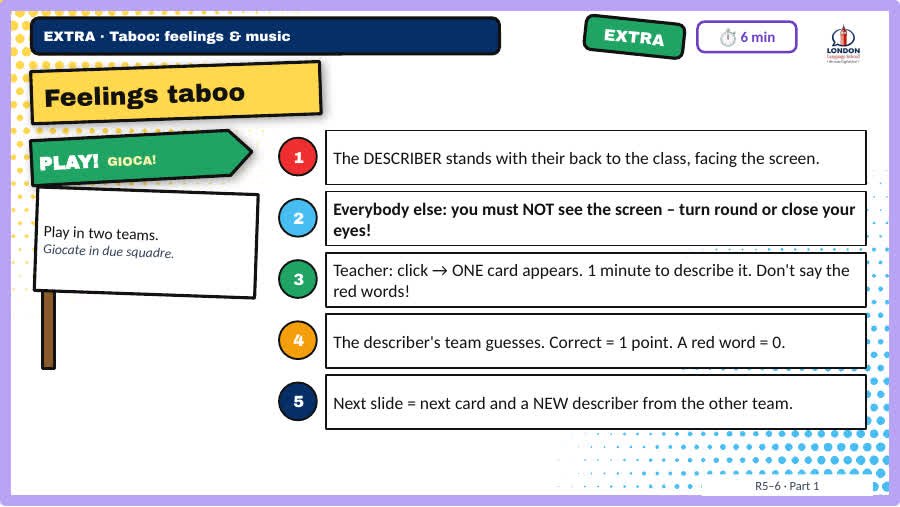 EXTRA · Taboo: feelings & music
EXTRA
6 min
LONDON
Language School
Feelings taboo
PLAY! GIOCA!
Play in two teams.
Giocate in due squadre.
1
The DESCRIBER stands with their back to the class, facing the screen.
2
Everybody else: you must NOT see the screen – turn round or close your
eyes!
3
Teacher: click → ONE card appears. 1 minute to describe it. Don't say the
red words!
4
The describer's team guesses. Correct = 1 point. A red word = 0.
5
Next slide = next card and a NEW describer from the other team.
R5–6 · Part 1